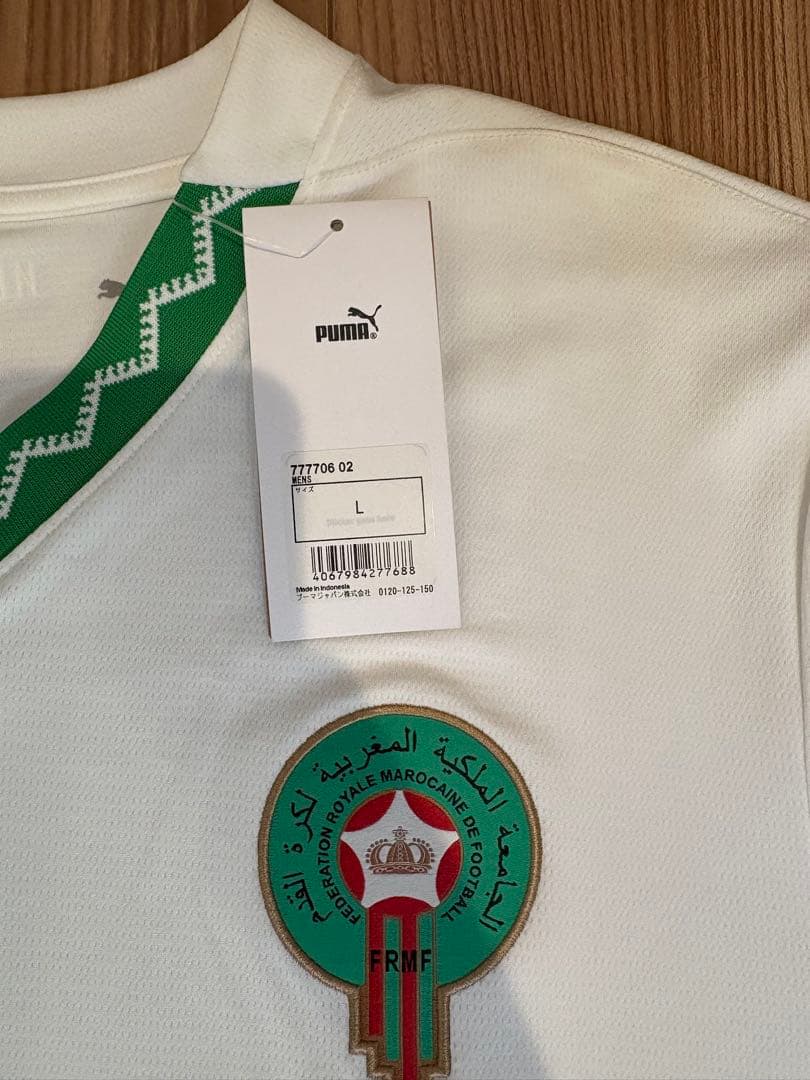 PUMA®
777706 02
MENS
サイズ
L
4067984277688
Made in Indonesia
プーマジャパン株式会社 0120-125-150
الجامعة الملكية المغربية لكرة القدم
FEDERATION ROYALE MAROCAINE DE FOOTBALL
FRMF